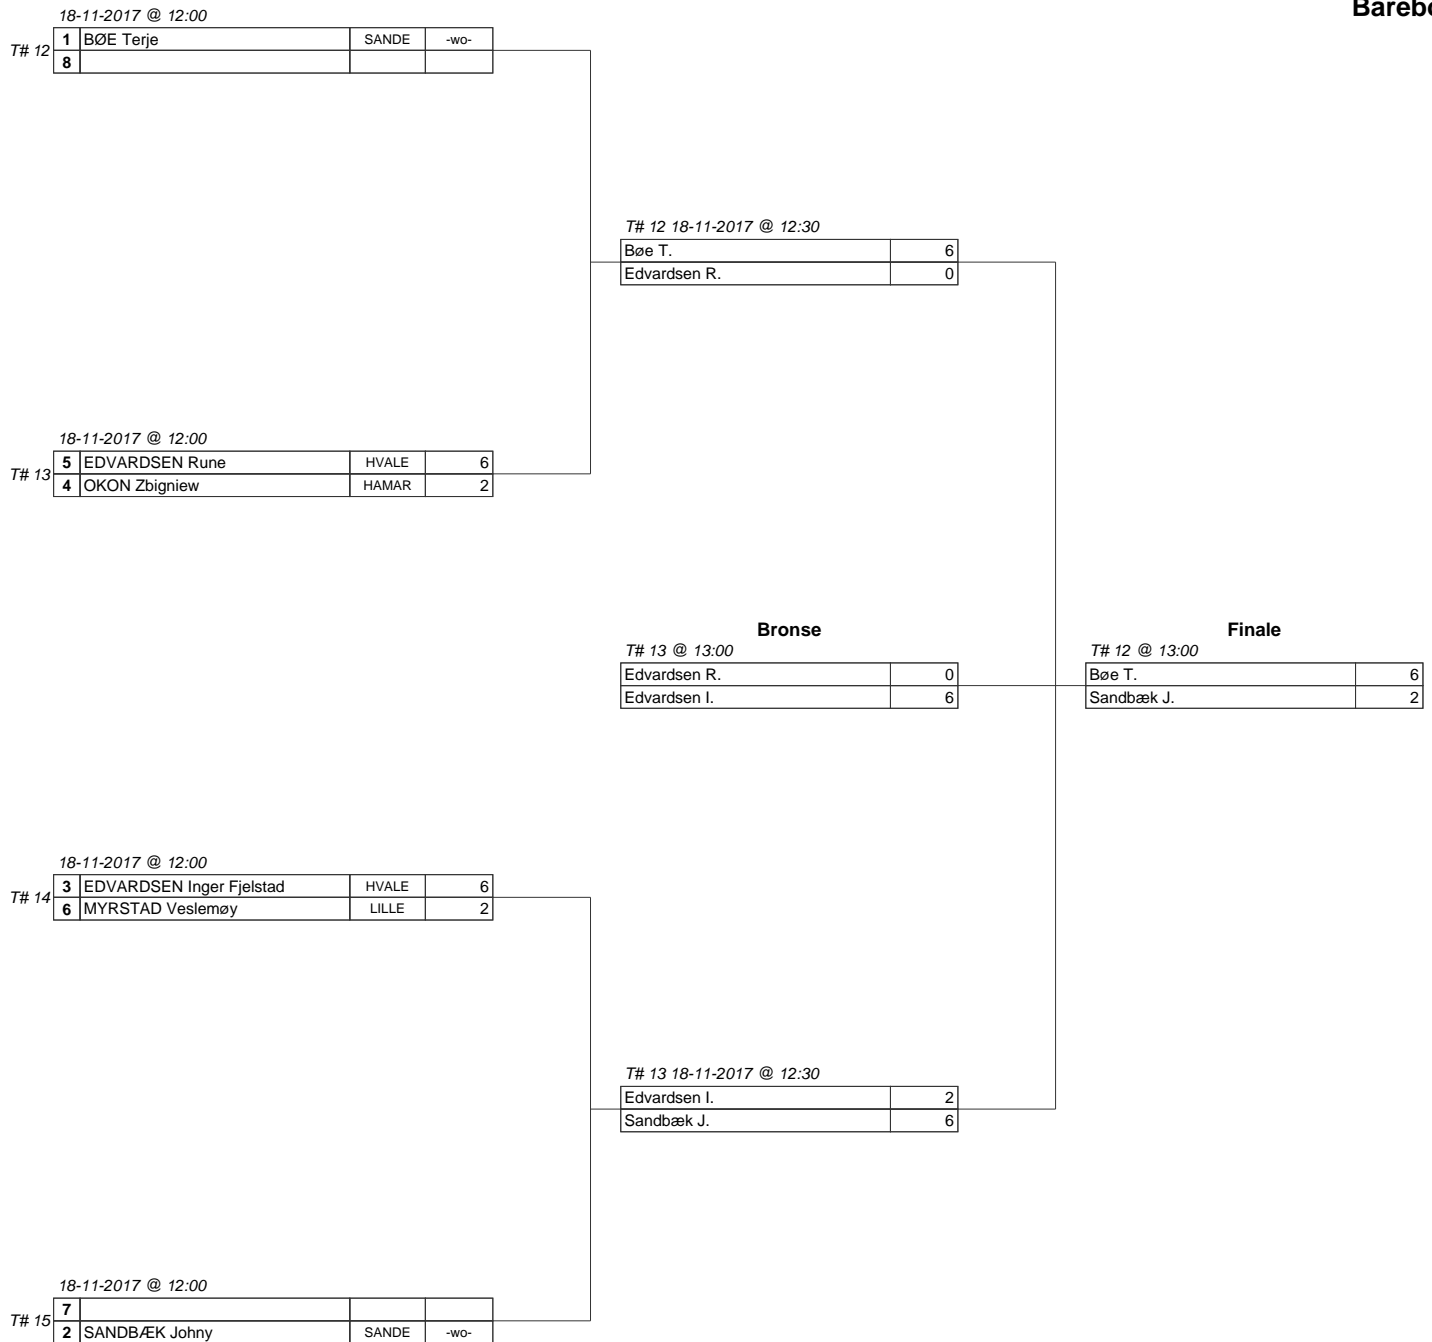 Barebo
18-11-2017 @ 12:00
T# 12
1 BØE Terje SANDE -wo-
8
T# 12 18-11-2017 @ 12:30
Bøe T. 6
Edvardsen R. 0
18-11-2017 @ 12:00
T# 13
5 EDVARDSEN Rune HVALE 6
4 OKON Zbigniew HAMAR 2
Bronse
T# 13 @ 13:00
Edvardsen R. 0
Edvardsen I. 6
Finale
T# 12 @ 13:00
Bøe T. 6
Sandbæk J. 2
18-11-2017 @ 12:00
T# 14
3 EDVARDSEN Inger Fjelstad HVALE 6
6 MYRSTAD Veslemøy LILLE 2
T# 13 18-11-2017 @ 12:30
Edvardsen I. 2
Sandbæk J. 6
18-11-2017 @ 12:00
T# 15
7
2 SANDBÆK Johny SANDE -wo-